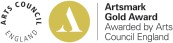 ARTS COUNCIL
ENGLAND
Artsmark
Gold Award
Awarded by Arts
Council England